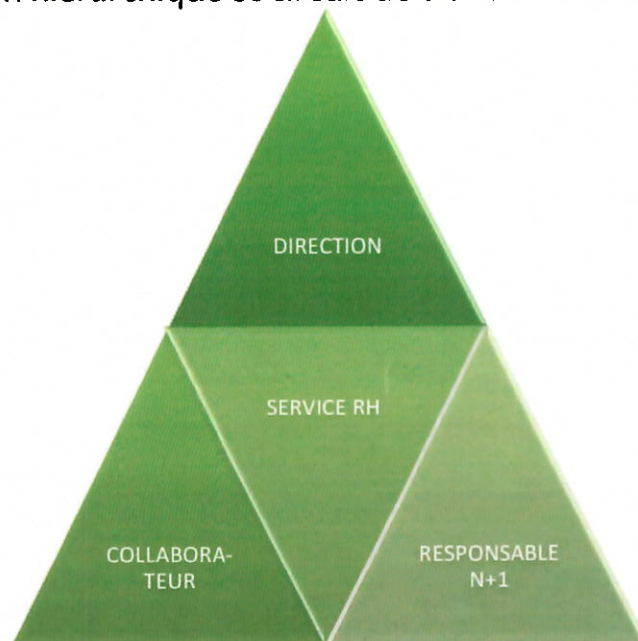 DIRECTION
SERVICE RH
COLLABORA-
TEUR
RESPONSABLE
N+1